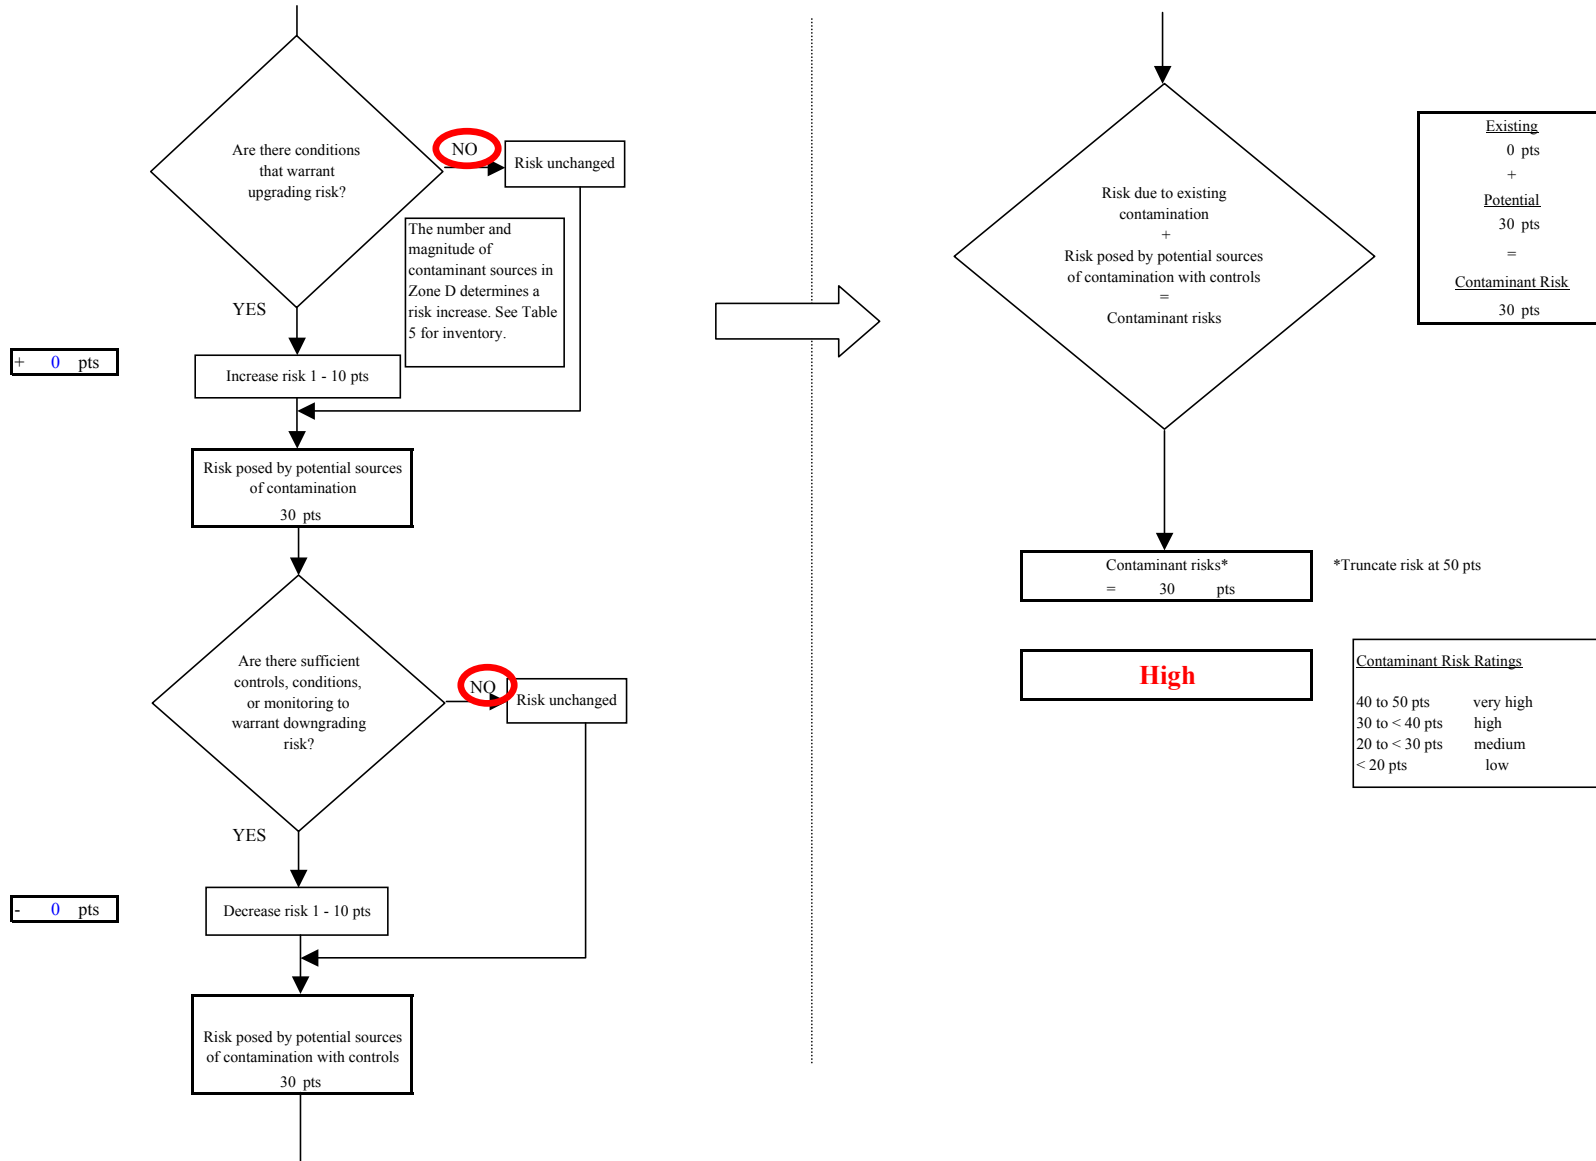 Are there conditions
that warrant
upgrading risk?
NO
Risk unchanged
The number and
magnitude of
contaminant sources in
Zone D determines a
risk increase. See Table
5 for inventory.
YES
+ 0 pts
Increase risk 1 - 10 pts
Risk posed by potential sources
of contamination
30 pts
Are there sufficient
controls, conditions,
or monitoring to
warrant downgrading
risk?
NO
Risk unchanged
YES
- 0 pts
Decrease risk 1 - 10 pts
Risk posed by potential sources
of contamination with controls
30 pts
Risk due to existing
contamination
+
Risk posed by potential sources
of contamination with controls
=
Contaminant risks
Existing
0 pts
+
Potential
30 pts
=
Contaminant Risk
30 pts
Contaminant risks*
= 30 pts
*Truncate risk at 50 pts
High
Contaminant Risk Ratings
40 to 50 pts very high
30 to < 40 pts high
20 to < 30 pts medium
< 20 pts low